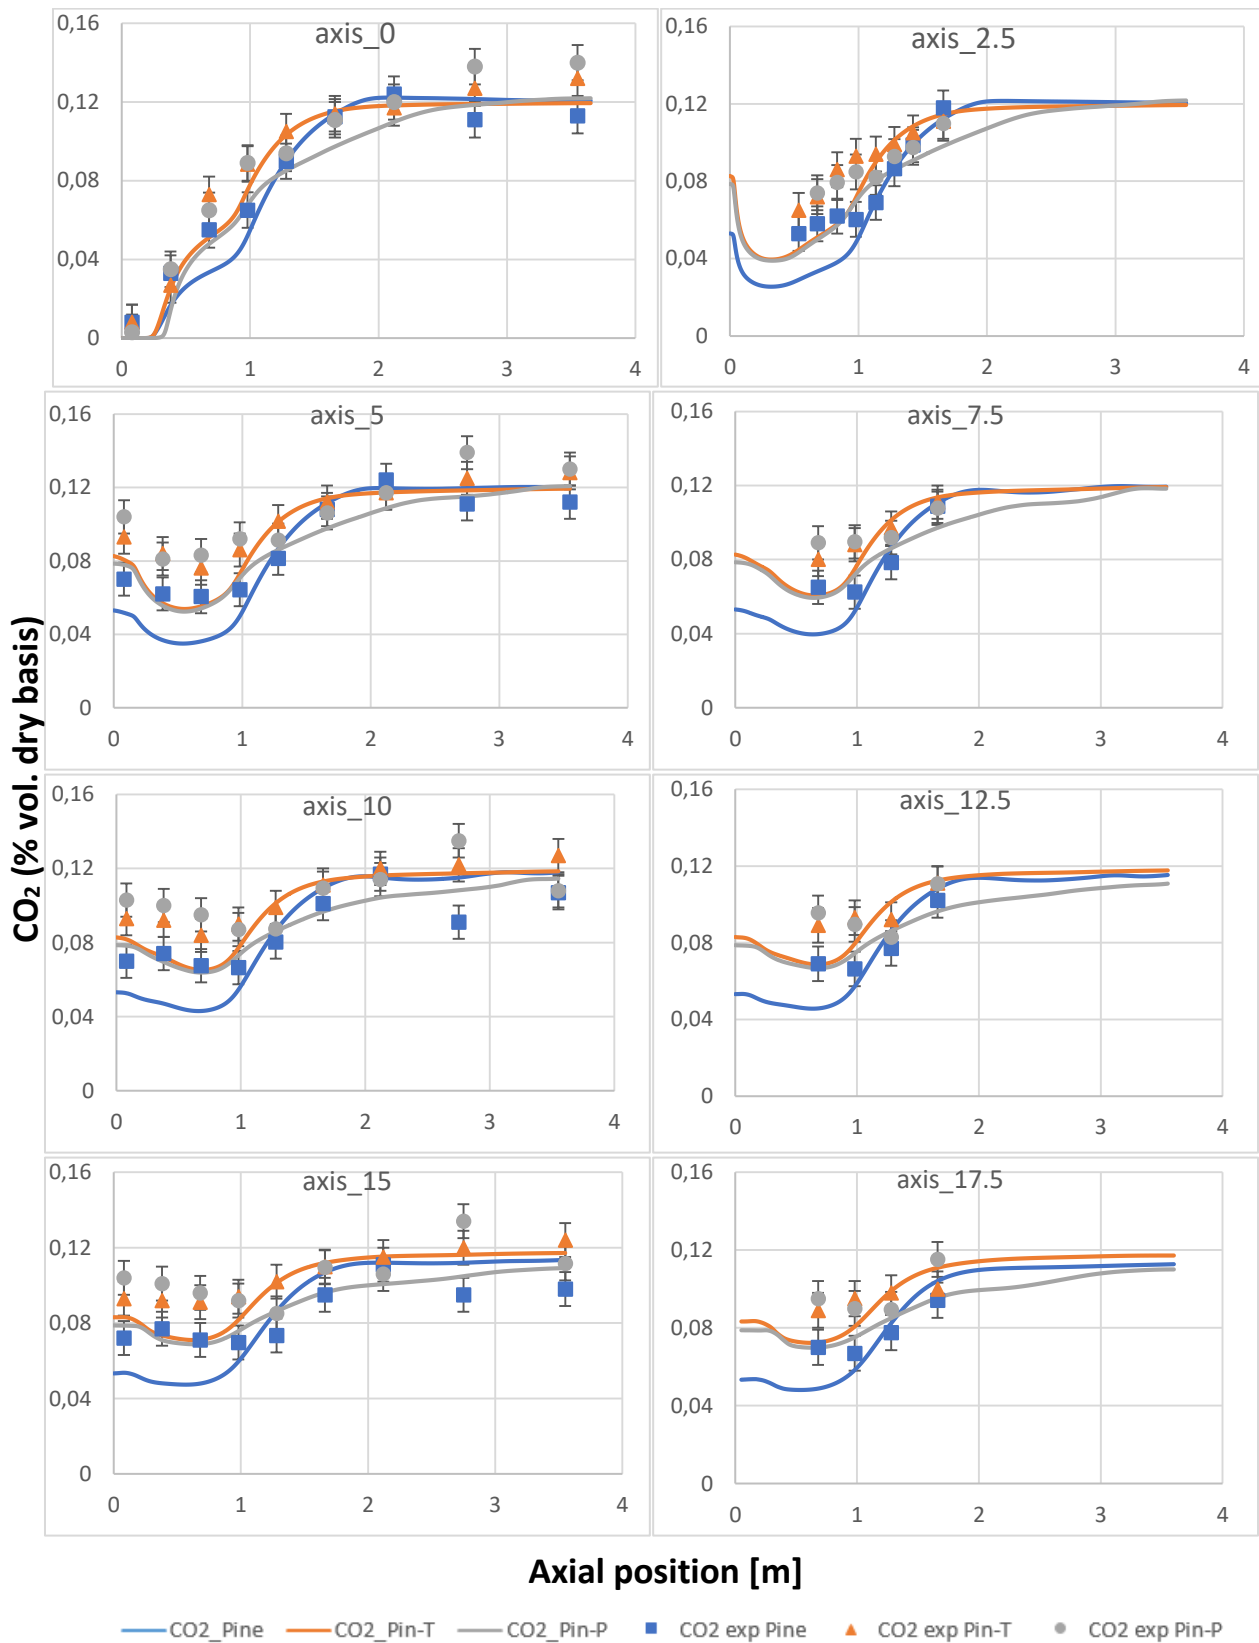 axis_0
0,16
0,12
0,08
0,04
0
0 1 2 3 4
axis_2.5
0,16
0,12
0,08
0,04
0
0 1 2 3 4
axis_5
0,16
0,12
0,08
0,04
0
0 1 2 3 4
axis_7.5
0,16
0,12
0,08
0,04
0
0 1 2 3 4
CO₂ (% vol. dry basis)
axis_10
0,16
0,12
0,08
0,04
0
0 1 2 3 4
axis_12.5
0,16
0,12
0,08
0,04
0
0 1 2 3 4
axis_15
0,16
0,12
0,08
0,04
0
0 1 2 3 4
axis_17.5
0,16
0,12
0,08
0,04
0
0 1 2 3 4
Axial position [m]
CO2_Pine CO2_Pin-T CO2_Pin-P CO2 exp Pine CO2 exp Pin-T CO2 exp Pin-P